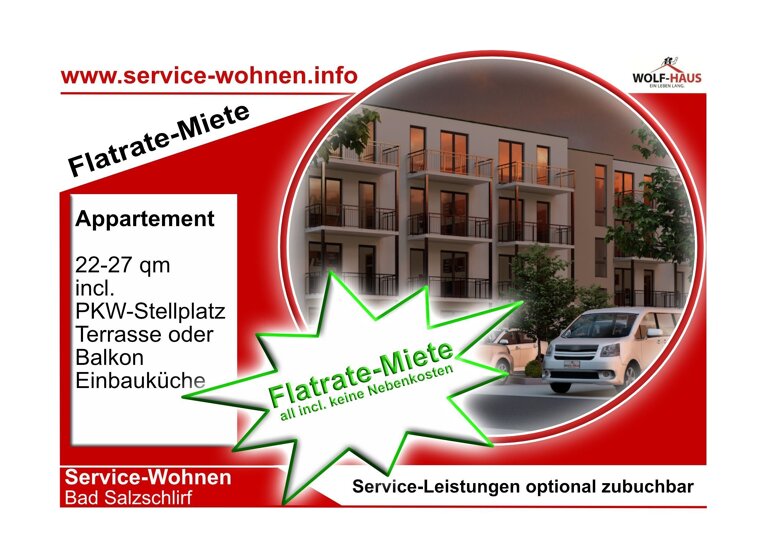 www.service-wohnen.info
WOLF-HAUS
EIN LEBEN LANG.
Flatrate-Miete
Appartement
22-27 qm
incl.
PKW-Stellplatz
Terrasse oder
Balkon
Einbauküche
Flatrate-Miete
all incl. keine Nebenkosten
Service-Wohnen
Bad Salzschlirf
Service-Leistungen optional zubuchbar